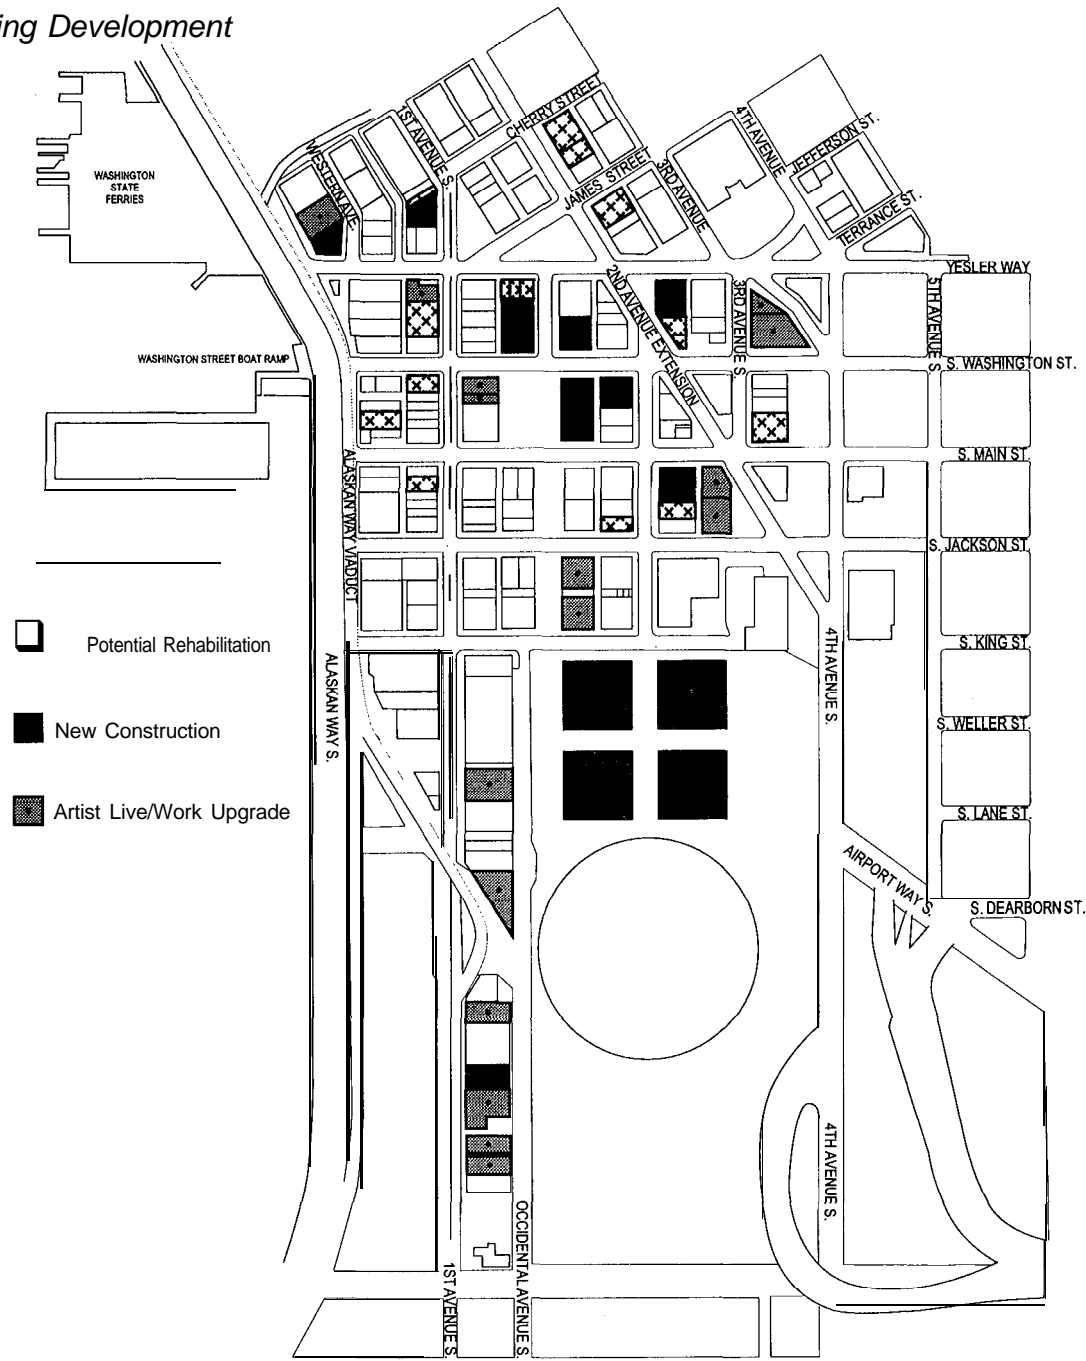 ing Development
CHERRY STREET
1ST AVENUE S.
4TH AVENUE
JEFFERSON ST.
WESTERN AVE
JAMES STREET
3RD AVENUE
WASHINGTON
STATE
FERRIES
TERRANCE ST.
YESLER WAY
2ND AVENUE EXTENSION
3RD AVENUE S.
5TH AVENUE S.
WASHINGTON STREET BOAT RAMP
S. WASHINGTON ST.
S. MAIN ST.
ALASKAN WAY VIADUCT
S. JACKSON ST.
Potential Rehabilitation
S. KING ST.
ALASKAN WAY S.
4TH AVENUE S.
New Construction
S. WELLER ST.
Artist Live/Work Upgrade
S. LANE ST.
AIRPORT WAY S.
S. DEARBORN ST.
4TH AVENUE S.
OCCIDENTAL AVENUE S.
1ST AVENUE S.